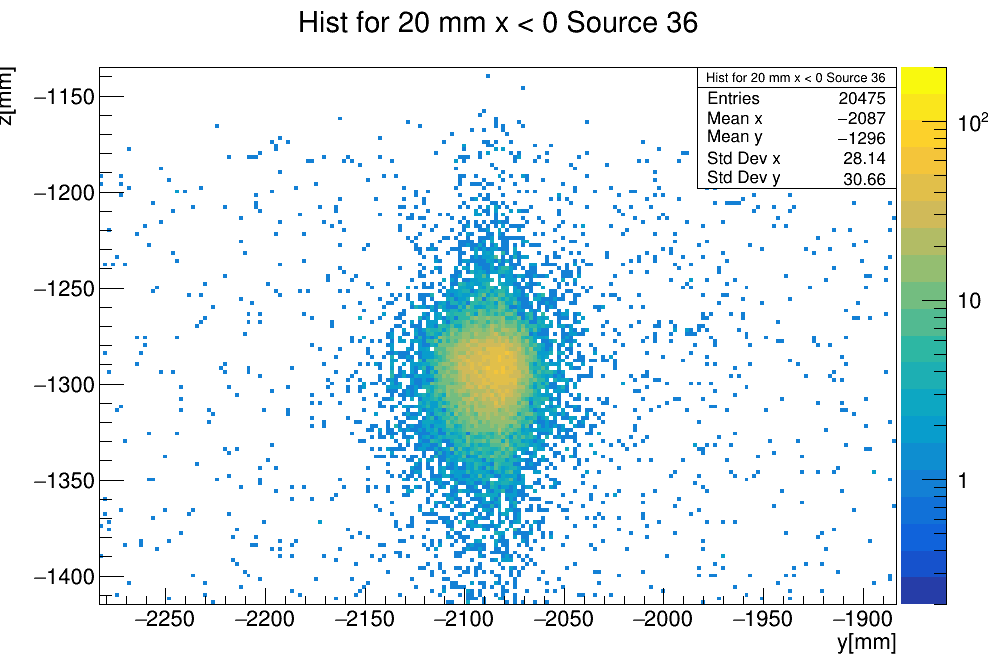 Hist for 20 mm x < 0 Source 36
z[mm]
Hist for 20 mm x < 0 Source 36
Entries 20475
Mean x −2087
Mean y −1296
Std Dev x 28.14
Std Dev y 30.66
−1150
−1200
−1250
−1300
−1350
−1400
10²
10
1
−2250 −2200 −2150 −2100 −2050 −2000 −1950 −1900
y[mm]